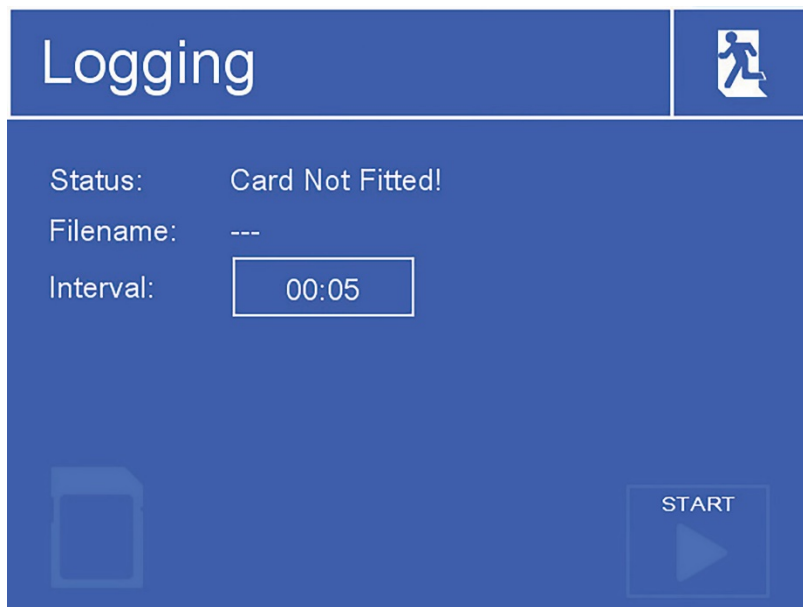 Logging
Status: Card Not Fitted!
Filename: ---
Interval: 00:05
START